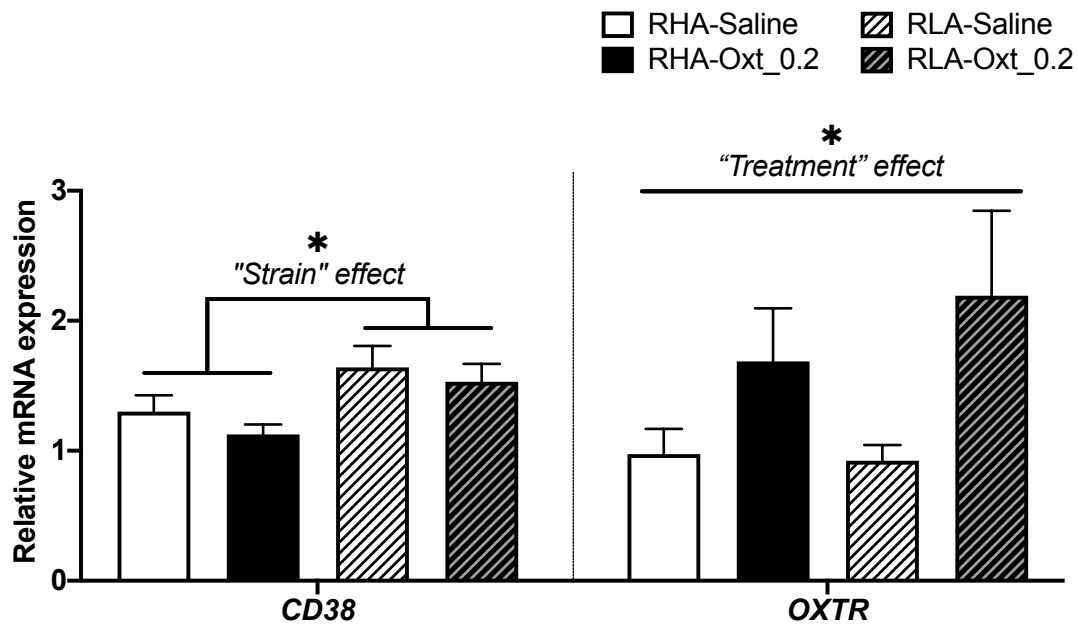 RHA-Saline
RLA-Saline
RHA-Oxt_0.2
RLA-Oxt_0.2
*
“Treatment” effect
*
"Strain" effect
Relative mRNA expression
3
2
1
0
CD38
OXTR